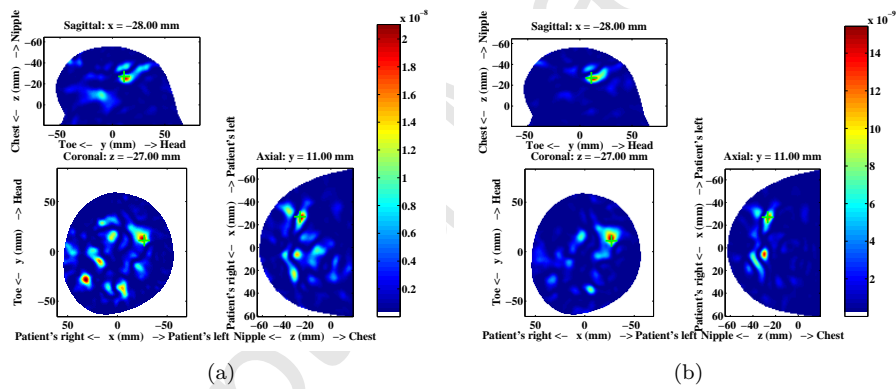 (a)
x 10⁻⁸
Sagittal: x = −28.00 mm
Chest <-   z (mm)   -> Nipple
−60
−40
−20
0
−50 0 50
Toe <-   y (mm)   -> Head
Coronal: z = −27.00 mm
Toe <-   y (mm)   -> Head
50
0
−50
50 0 −50
Patient's right <-   x (mm)   -> Patient's left
Axial: y = 11.00 mm
Patient's right <-   x (mm)   -> Patient's left
−60
−40
−20
0
20
40
60
−60 −40 −20 0
Nipple <-   z (mm)   -> Chest
2
1.8
1.6
1.4
1.2
1
0.8
0.6
0.4
0.2
(a)
(b)
x 10⁻⁹
Sagittal: x = −28.00 mm
Chest <-   z (mm)   -> Nipple
−60
−40
−20
0
−50 0 50
Toe <-   y (mm)   -> Head
Coronal: z = −27.00 mm
Toe <-   y (mm)   -> Head
50
0
−50
50 0 −50
Patient's right <-   x (mm)   -> Patient's left
Axial: y = 11.00 mm
Patient's right <-   x (mm)   -> Patient's left
−60
−40
−20
0
20
40
60
−60 −40 −20 0
Nipple <-   z (mm)   -> Chest
14
12
10
8
6
4
2
(b)